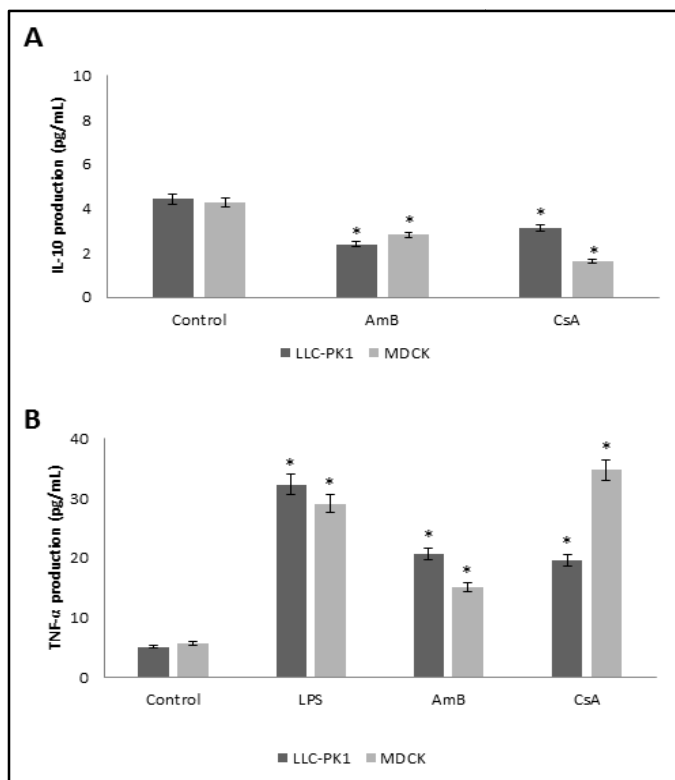 A
IL-10 production (pg/mL)
10
8
6
4
2
0
* * * *
Control AmB CsA
LLC-PK1 MDCK
B
TNF-α production (pg/mL)
40
30
20
10
0
* * * * * *
Control LPS AmB CsA
LLC-PK1 MDCK